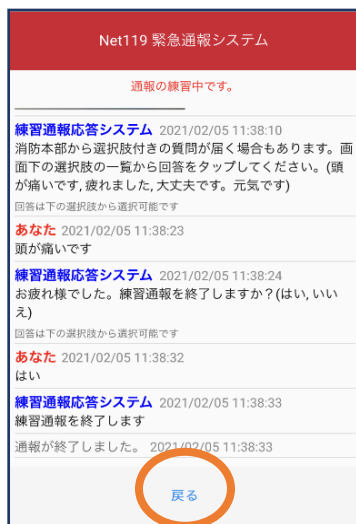 Net119 緊急通報システム
通報の練習中です。
練習通報応答システム 2021/02/05 11:38:10
消防本部から選択肢付きの質問が届く場合もあります。画
面下の選択肢の一覧から回答をタップしてください。(頭
が痛いです, 疲れました, 大丈夫です。元気です)
回答は下の選択肢から選択可能です
あなた 2021/02/05 11:38:23
頭が痛いです
練習通報応答システム 2021/02/05 11:38:24
お疲れ様でした。練習通報を終了しますか？(はい, いい
え)
回答は下の選択肢から選択可能です
あなた 2021/02/05 11:38:32
はい
練習通報応答システム 2021/02/05 11:38:33
練習通報を終了します
通報が終了しました。 2021/02/05 11:38:33
戻る